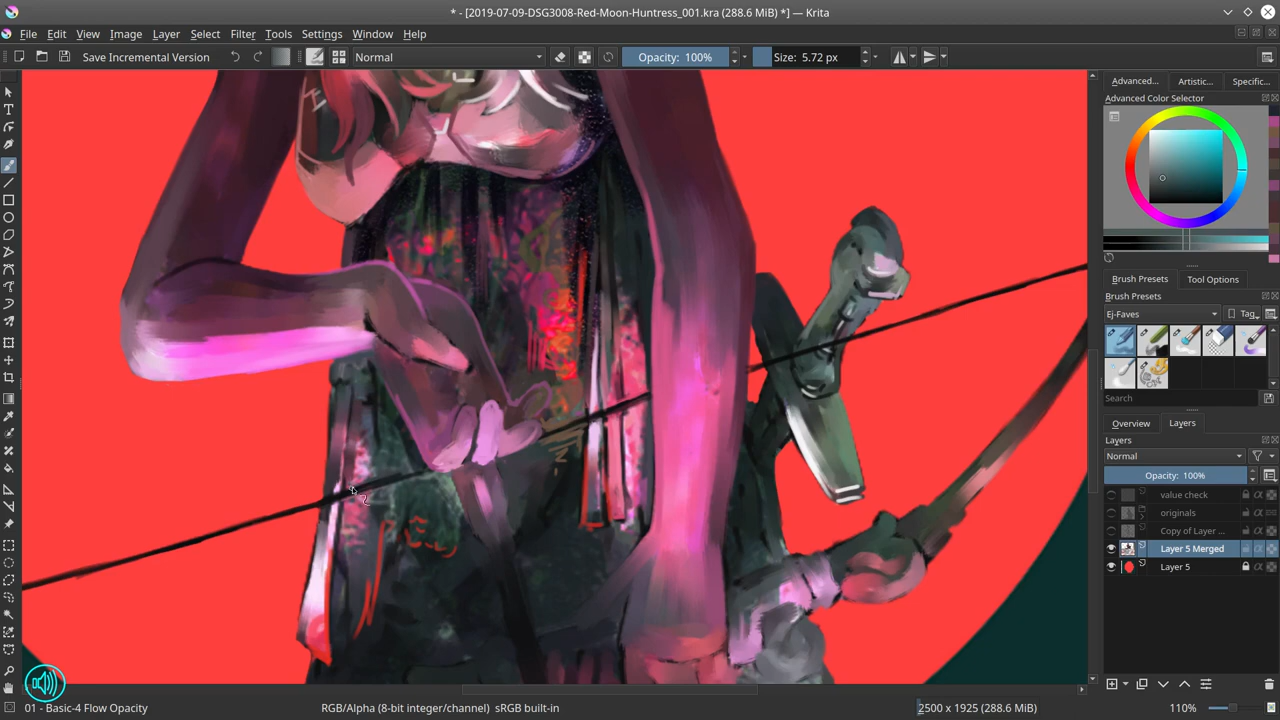 * - [2019-07-09-DSG3008-Red-Moon-Huntress_001.kra (288.6 MiB) *] — Krita
File Edit View Image Layer Select Filter Tools Settings Window Help
Save Incremental Version Normal Opacity: 100% Size: 5.72 px
Advanced... Artistic... Specific...
Advanced Color Selector
Brush Presets Tool Options
Brush Presets
Ej-Faves Tag
Search
Overview Layers
Layers
Normal
Opacity: 100%
value check
originals
Copy of Layer ...
Layer 5 Merged
Layer 5
01 - Basic-4 Flow Opacity RGB/Alpha (8-bit integer/channel) sRGB built-in 2500 x 1925 (288.6 MiB) 110%